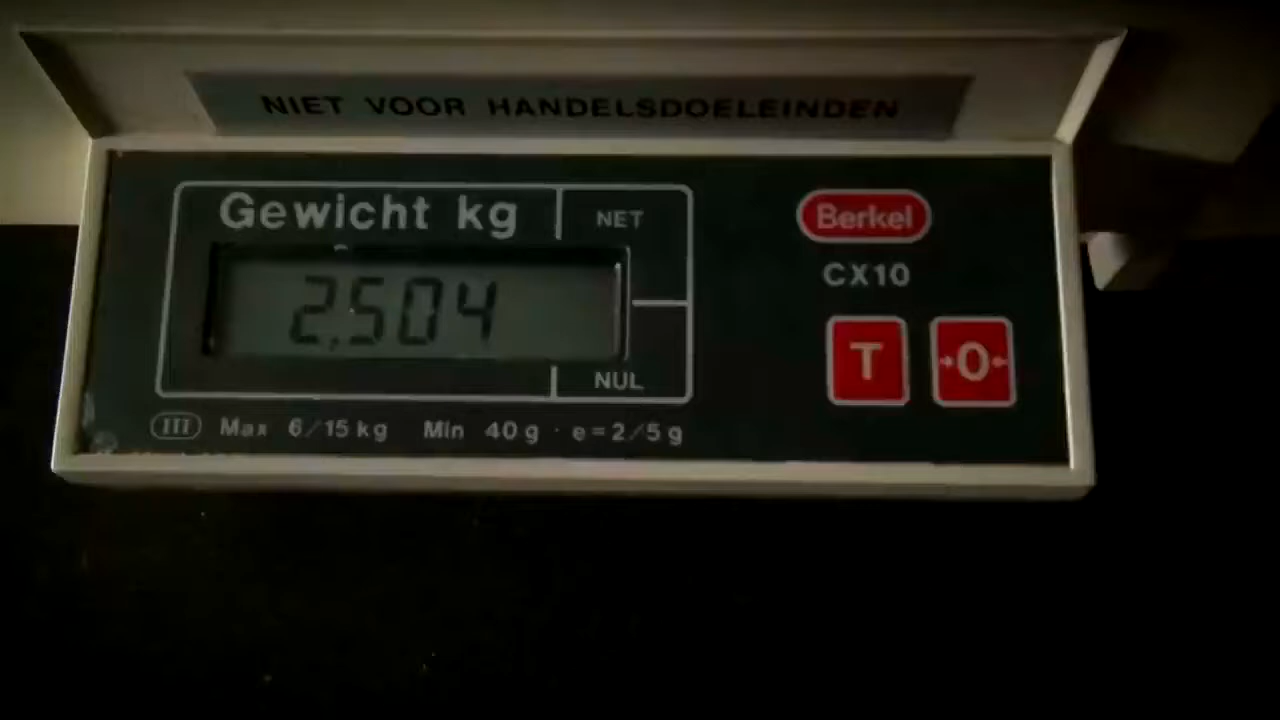 NIET VOOR HANDELSDOELEINDEN
Gewicht kg
NET
2,504
NUL
III Max 6/15 kg Min 40 g · e=2/5 g
Berkel
CX10
T
→0←